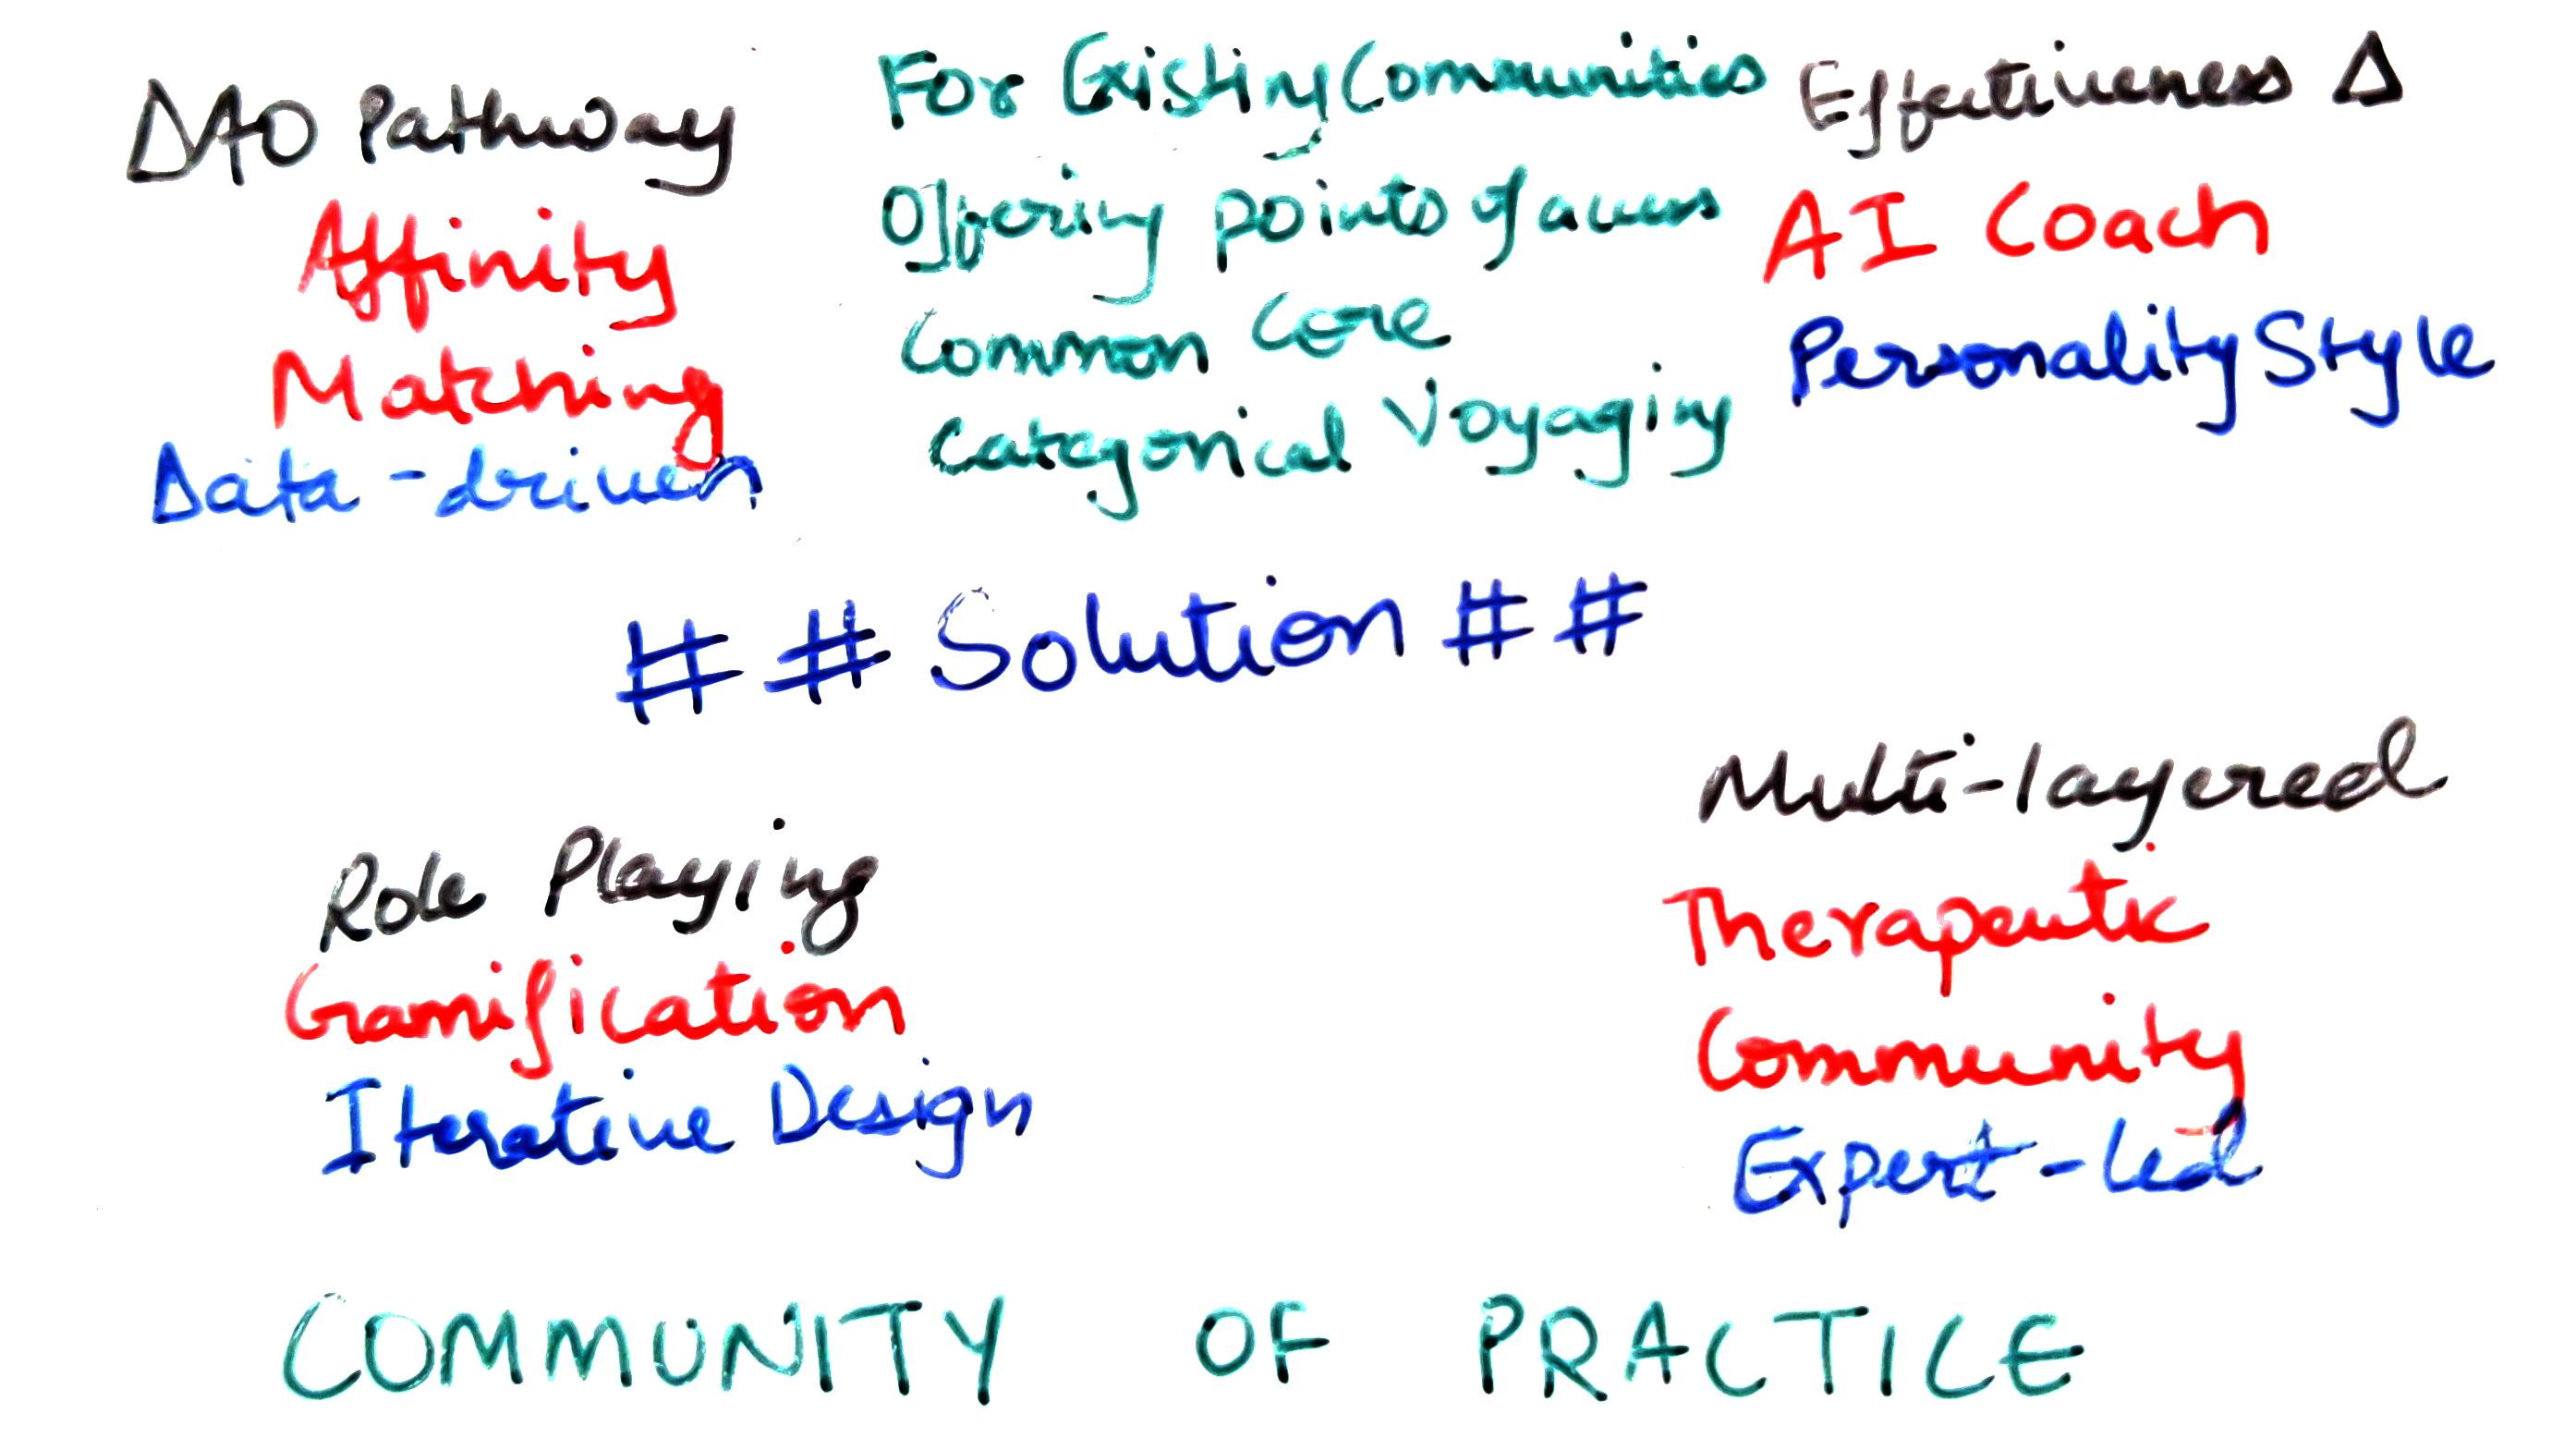 DAO Pathway
Affinity
Matching
Data-driven
For Existing Communities
Offering points of access
Common Core
Categorical Voyaging
Effectiveness Δ
AI Coach
Personality Style
# # Solution # #
Role Playing
Gamification
Iterative Design
Multi-layered
Therapeutic
Community
Expert-led
COMMUNITY OF PRACTICE